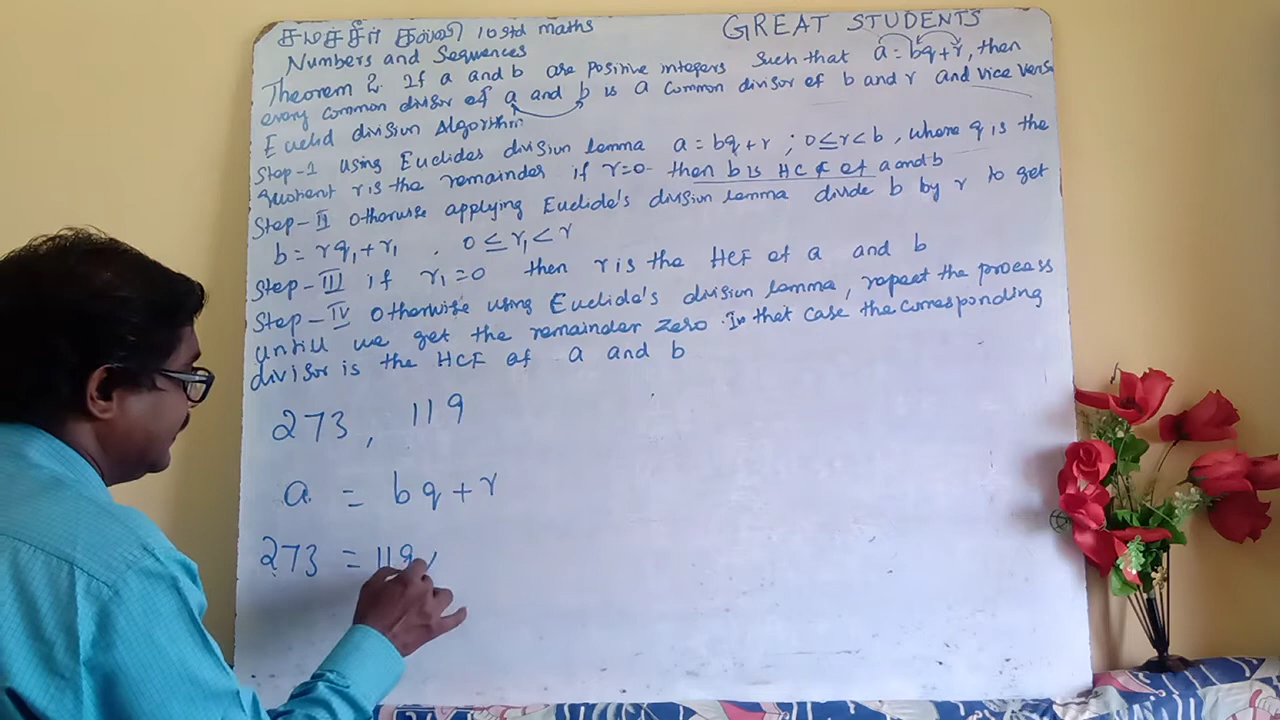 சமச்சீர் கல்வி 10 std maths
GREAT STUDENTS
Numbers and Sequences
Theorem 2. If a and b are positive integers such that a = bq + r, then
every common divisor of a and b is a common divisor of b and r and vice versa
Euclid division Algorithm
Step-I Using Euclides division lemma a = bq + r ; 0 ≤ r < b, where q is the
quotient r is the remainder if r=0 then b is HCF of a and b
Step-II otherwise applying Euclide's division lemma divide b by r to get
b = rq₁ + r₁ , 0 ≤ r₁ < r
Step-III if r₁ = 0 then r is the HCF of a and b
Step-IV otherwise using Euclide's division lemma, repeat the process
untill we get the remainder zero. In that case the corresponding
divisor is the HCF of a and b
273, 119
a = bq + r
273 = 119